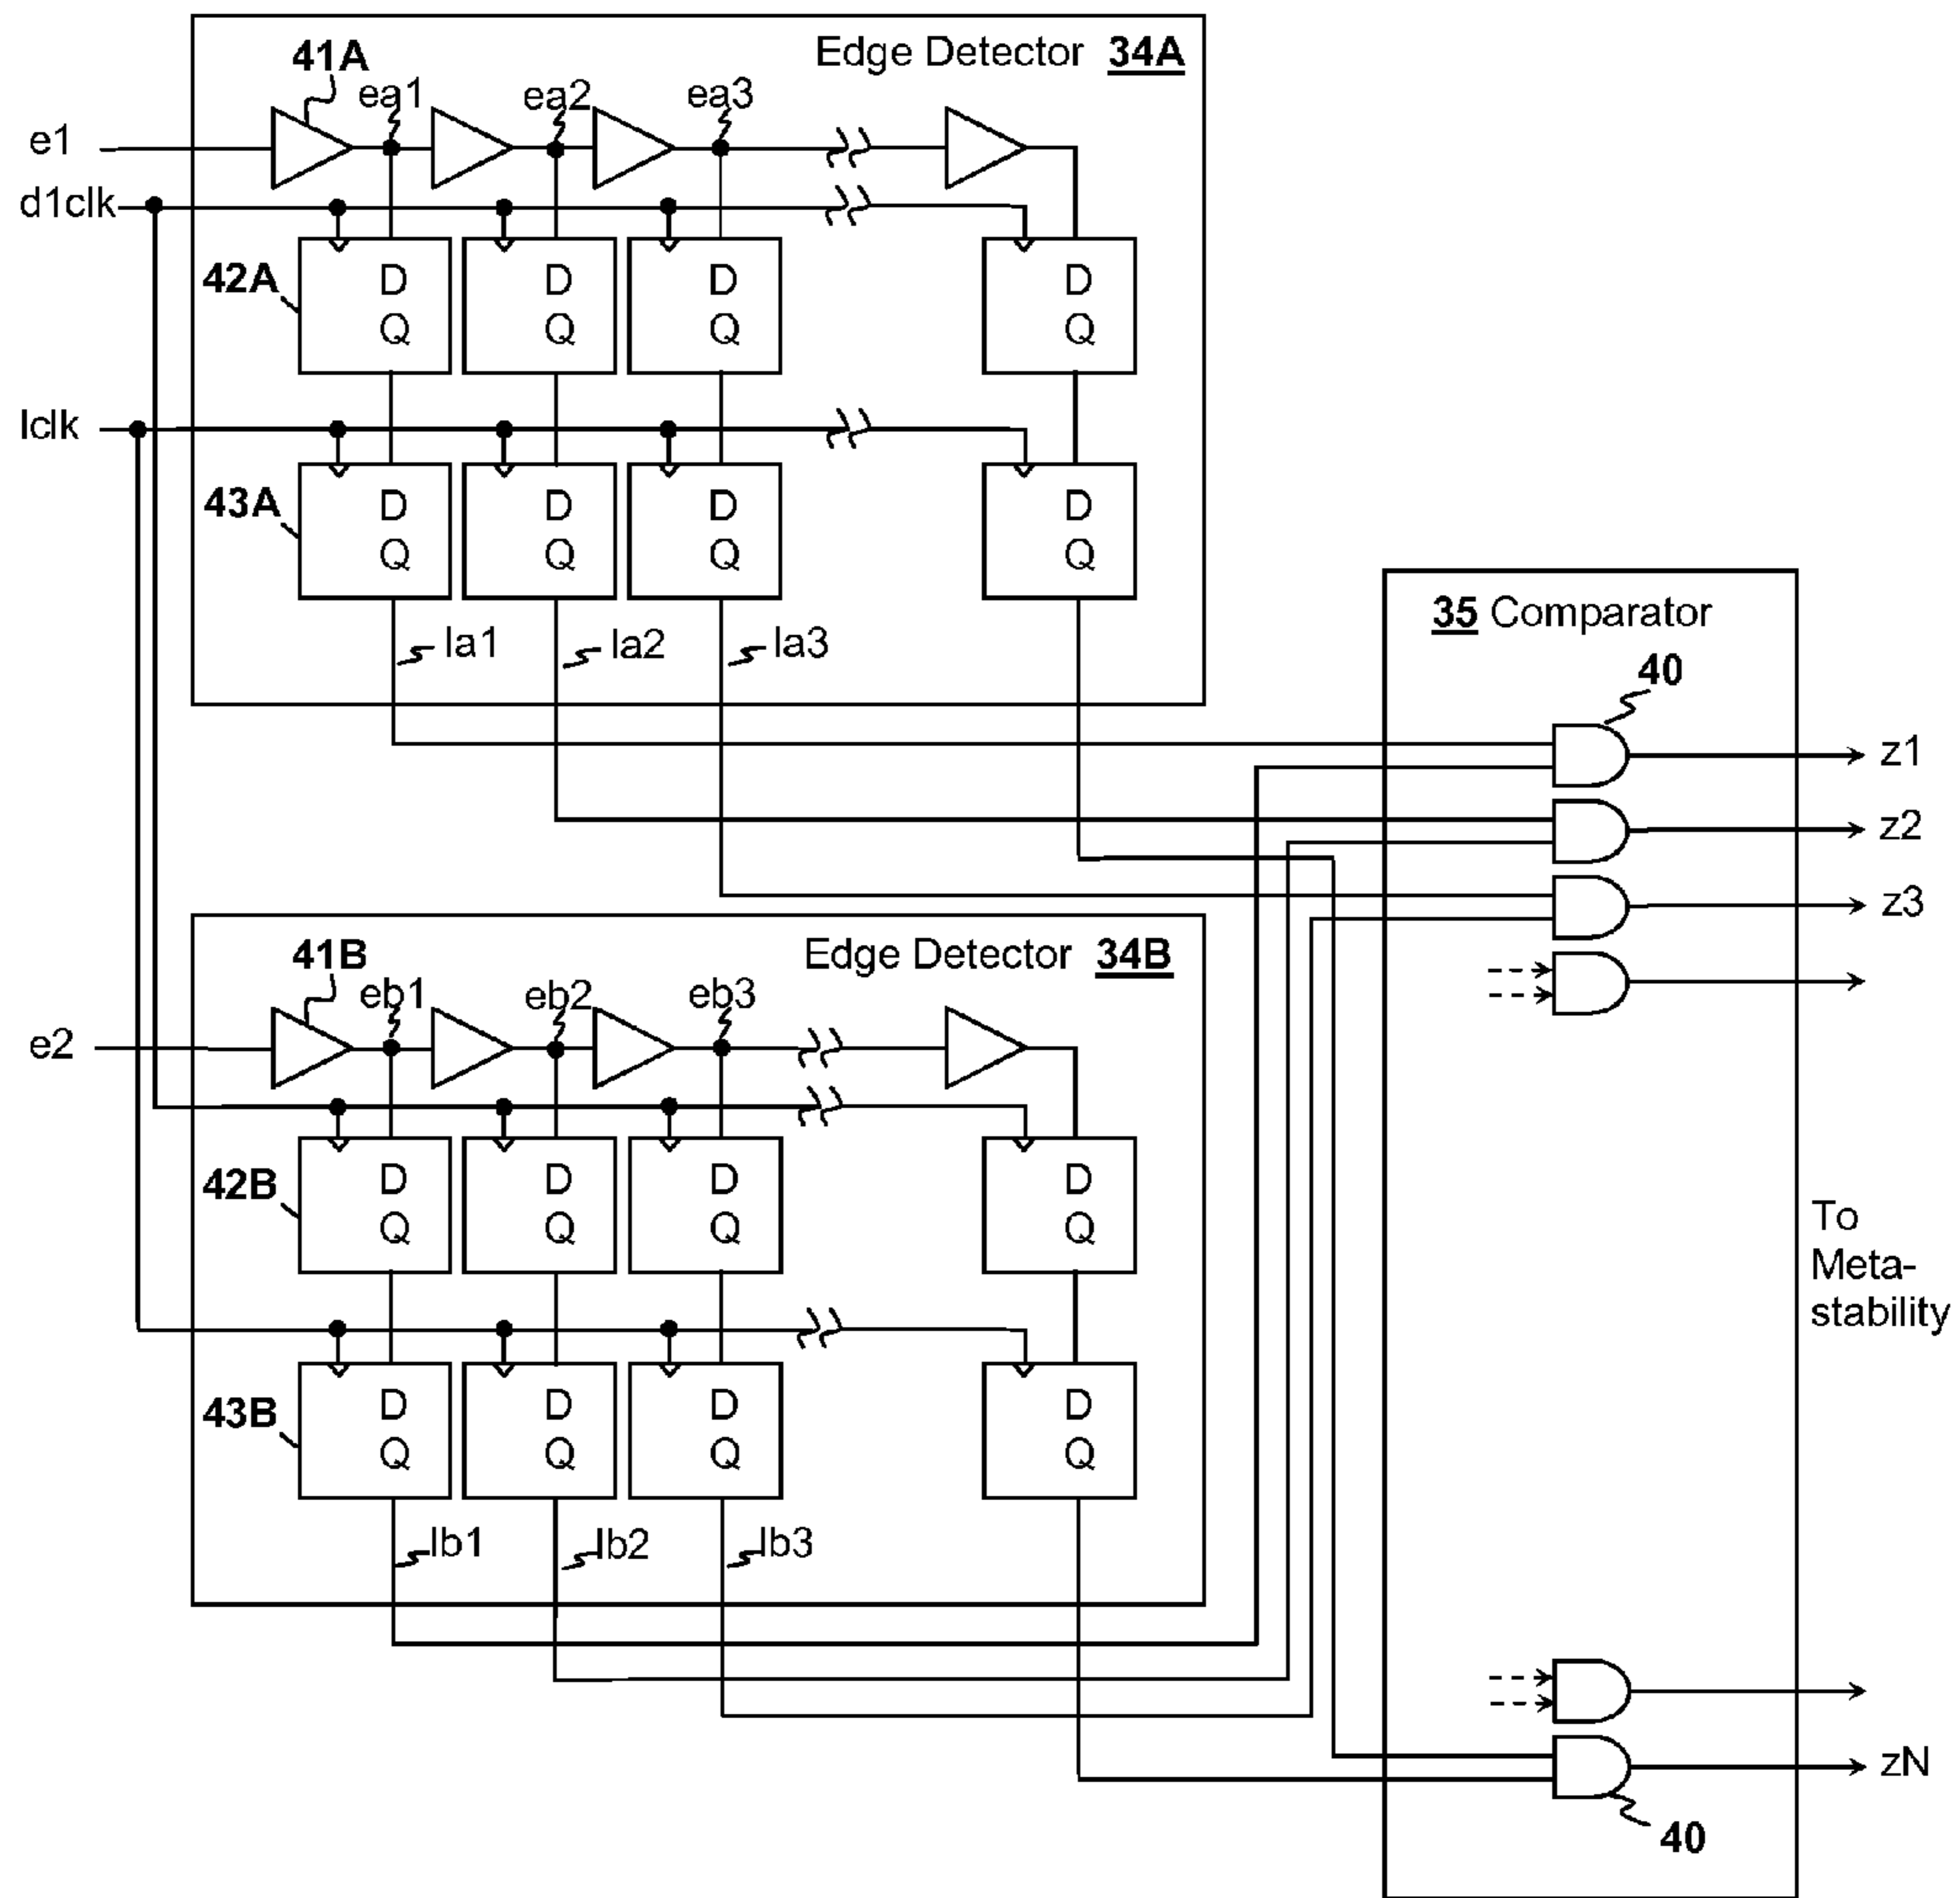 Edge Detector 34A
41A
ea1
ea2
ea3
e1
d1clk
42A
D
Q
D
Q
D
Q
D
Q
lclk
43A
D
Q
D
Q
D
Q
D
Q
la1
la2
la3
35 Comparator
40
z1
z2
z3
Edge Detector 34B
41B
eb1
eb2
eb3
e2
42B
D
Q
D
Q
D
Q
D
Q
43B
D
Q
D
Q
D
Q
D
Q
lb1
lb2
lb3
To
Meta-
stability
zN
40